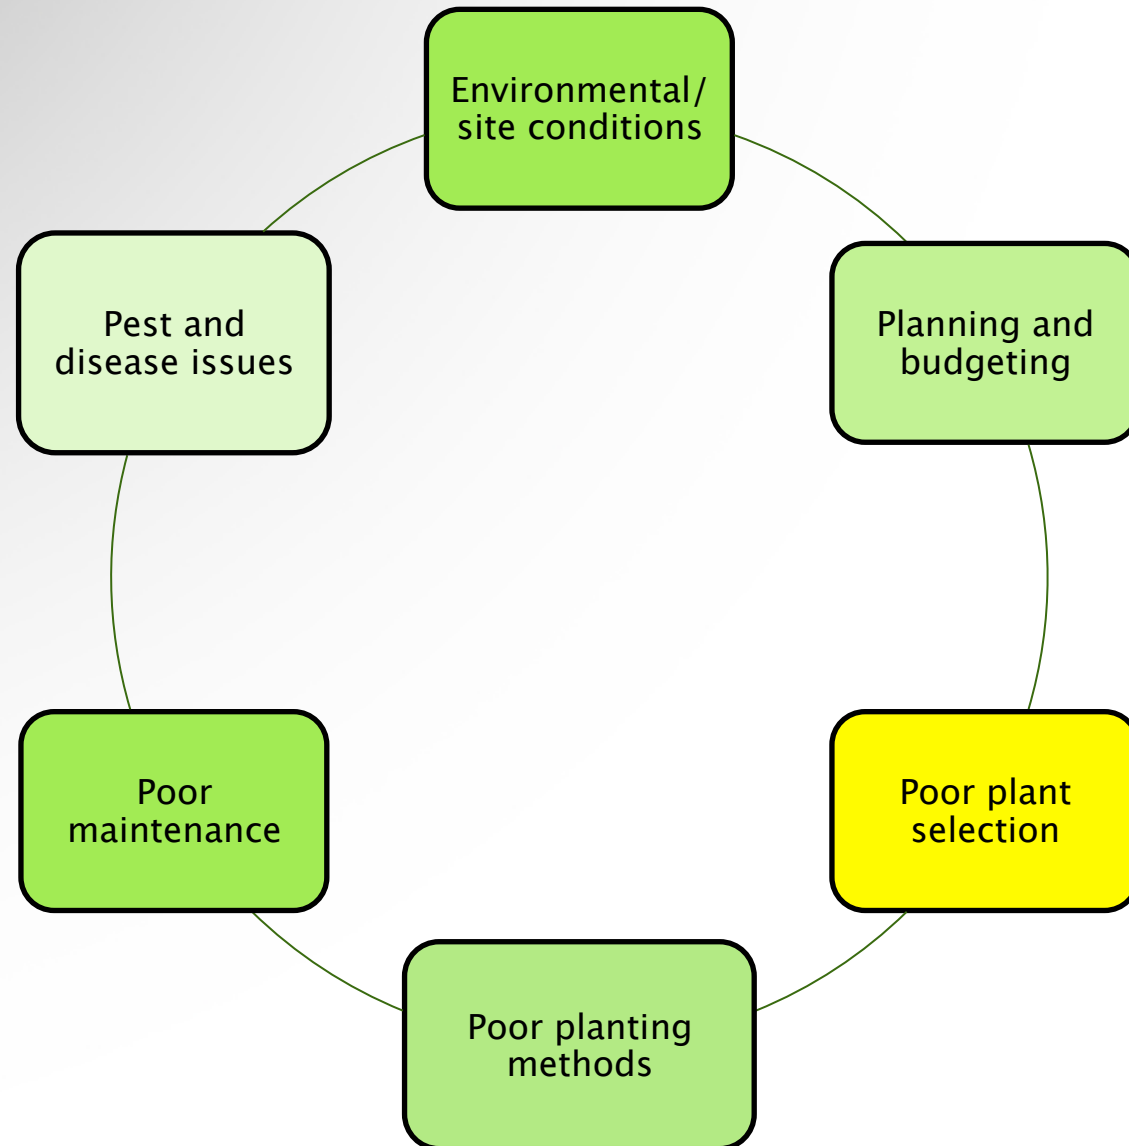 Environmental/
site conditions
Planning and
budgeting
Poor plant
selection
Poor planting
methods
Poor
maintenance
Pest and
disease issues